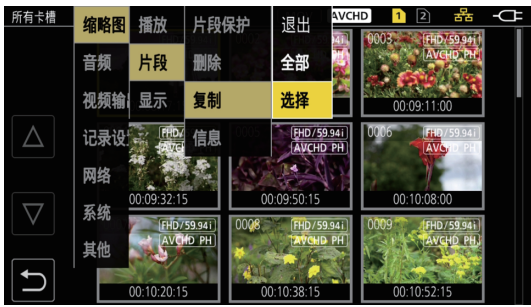 所有卡槽
缩略图 播放 片段保护 退出 AVCHD 1 2
音频 片段 删除 全部
视频输 显示 复制 选择
记录设 信息
网络
系统
其他
0003 FHD/59.94i
AVCHD PH
00:09:11:00
FHD/
AVC
00:09:32:15
FHD/59.94i
AVCHD PH
00:09:50:15
0006 FHD/59.94i
AVCHD PH
00:10:08:00
FHD/59.94i
AVCHD PH
00:10:20:15
0008 FHD/59.94i
AVCHD PH
00:10:38:15
0009 FHD/59.94i
AVCHD PH
00:10:52:15